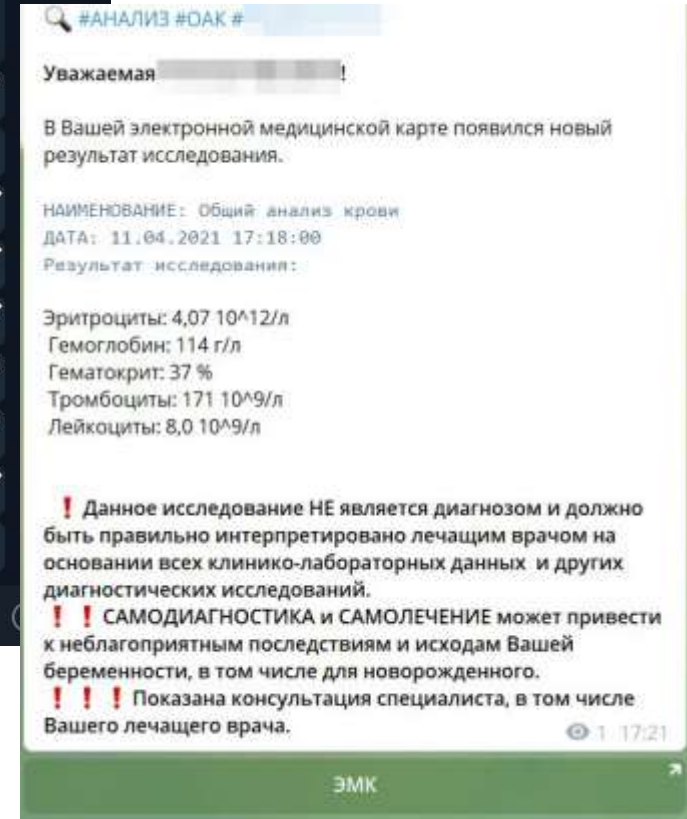 #АНАЛИЗ #ОАК #
Уважаемая !
В Вашей электронной медицинской карте появился новый
результат исследования.
НАИМЕНОВАНИЕ: Общий анализ крови
ДАТА: 11.04.2021 17:18:00
Результат исследования:
Эритроциты: 4,07 10^12/л
Гемоглобин: 114 г/л
Гематокрит: 37 %
Тромбоциты: 171 10^9/л
Лейкоциты: 8,0 10^9/л
❗ Данное исследование НЕ является диагнозом и должно
быть правильно интерпретировано лечащим врачом на
основании всех клинико-лабораторных данных и других
диагностических исследований.
❗ ❗ САМОДИАГНОСТИКА и САМОЛЕЧЕНИЕ может привести
к неблагоприятным последствиям и исходам Вашей
беременности, в том числе для новорожденного.
❗ ❗ ❗ Показана консультация специалиста, в том числе
Вашего лечащего врача.
1 17:21
ЭМК